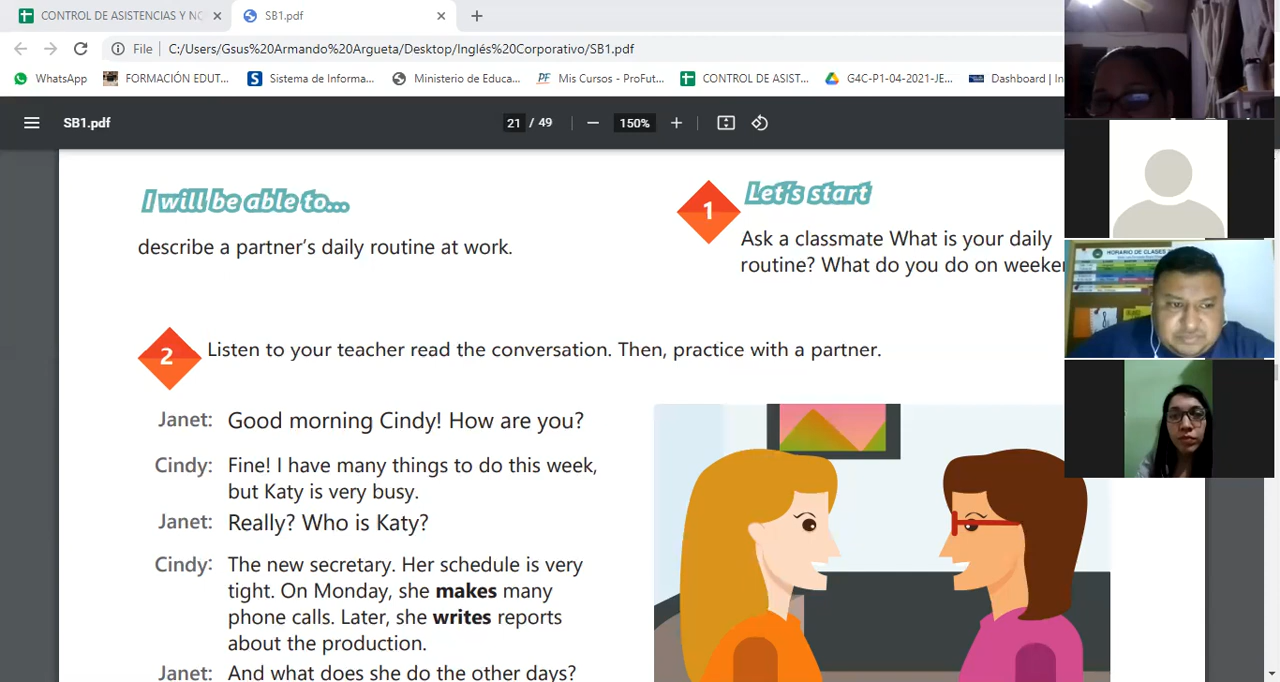 CONTROL DE ASISTENCIAS Y NO
SB1.pdf
File
C:/Users/Gsus%20Armando%20Argueta/Desktop/Inglés%20Corporativo/SB1.pdf
WhatsApp
FORMACIÓN EDUT...
Sistema de Informa...
Ministerio de Educa...
PF Mis Cursos - ProFut...
CONTROL DE ASIST...
G4C-P1-04-2021-JE...
Dashboard | In
SB1.pdf
21 / 49
150%
I will be able to...
describe a partner's daily routine at work.
1
Let's start
Ask a classmate What is your daily
routine? What do you do on weeken
HORARIO DE CLASES
2
Listen to your teacher read the conversation. Then, practice with a partner.
Janet: Good morning Cindy! How are you?
Cindy: Fine! I have many things to do this week,
but Katy is very busy.
Janet: Really? Who is Katy?
Cindy: The new secretary. Her schedule is very
tight. On Monday, she makes many
phone calls. Later, she writes reports
about the production.
Janet: And what does she do the other days?